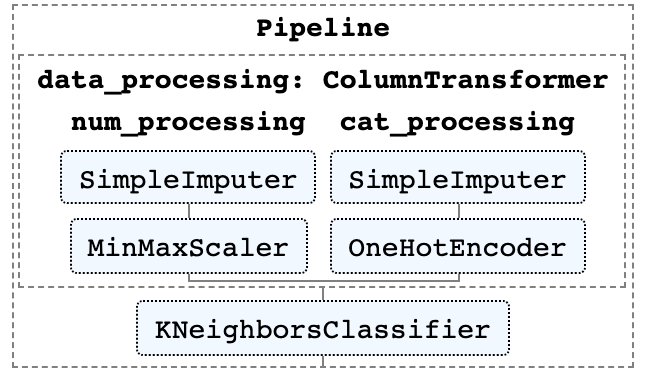 Pipeline
data_processing: ColumnTransformer
num_processing cat_processing
SimpleImputer SimpleImputer
MinMaxScaler OneHotEncoder
KNeighborsClassifier